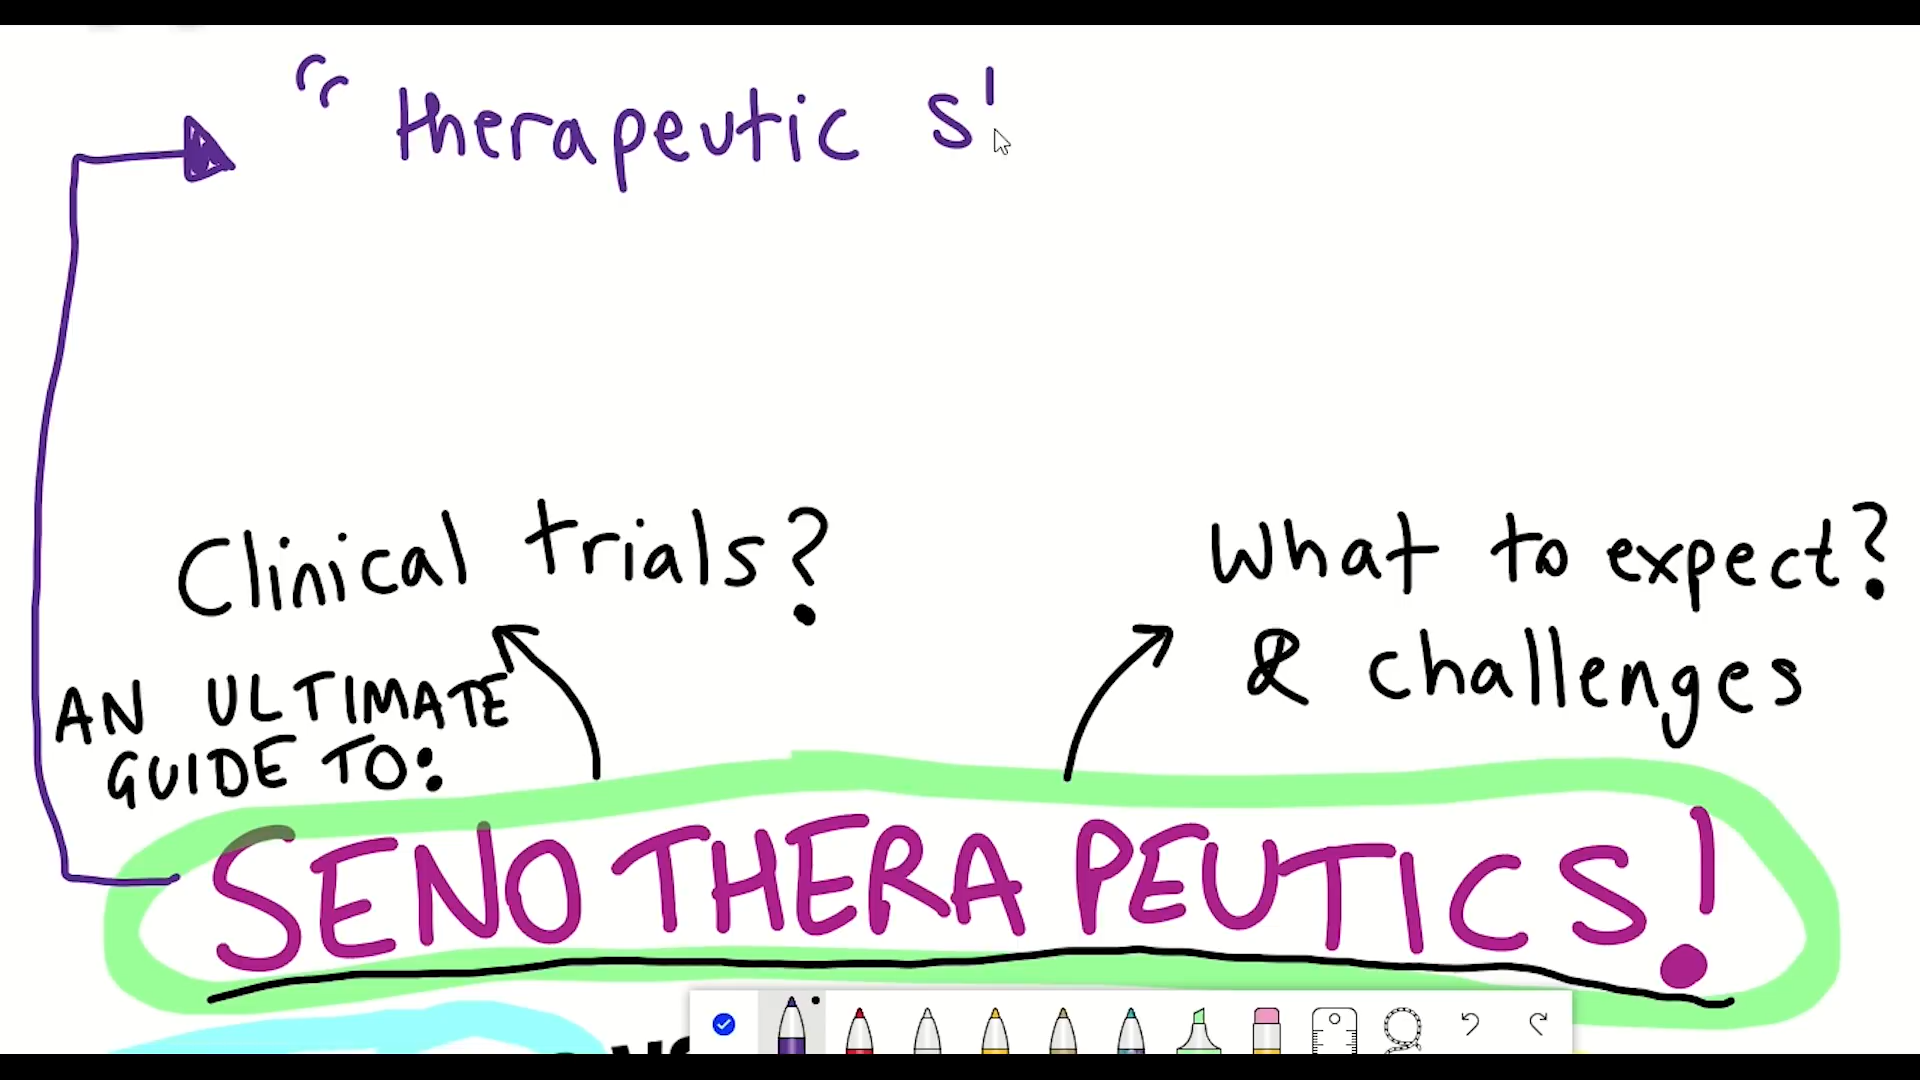 “ therapeutic s'
Clinical trials?
What to expect?
& challenges
AN ULTIMATE
GUIDE TO:
SENOTHERAPEUTICS!